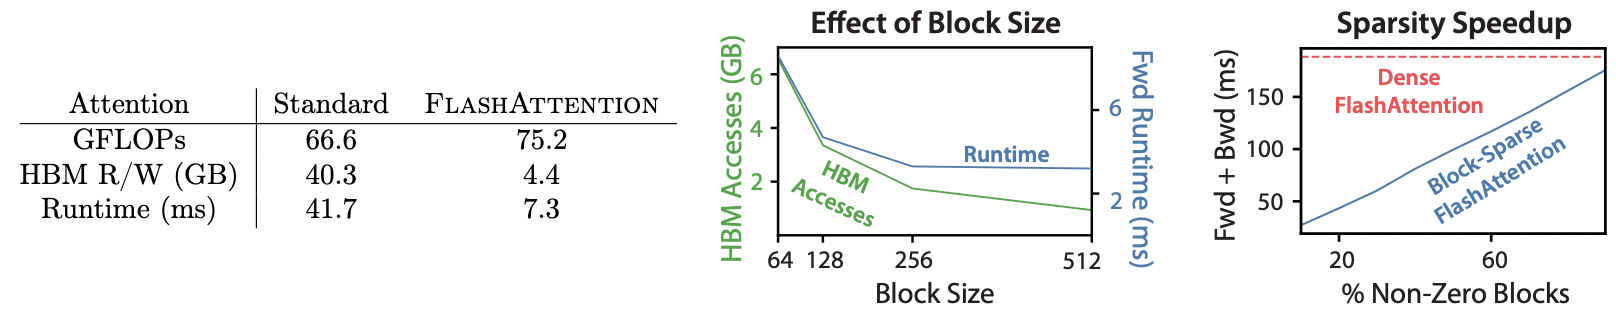 Attention Standard FLASHATTENTION
GFLOPs 66.6 75.2
HBM R/W (GB) 40.3 4.4
Runtime (ms) 41.7 7.3
Effect of Block Size
HBM Accesses (GB)
6
4
2
Runtime
HBM
Accesses
6
2
Fwd Runtime (ms)
64 128 256 512
Block Size
Sparsity Speedup
Fwd + Bwd (ms)
150
100
50
Dense
FlashAttention
Block-Sparse
FlashAttention
20 60
% Non-Zero Blocks